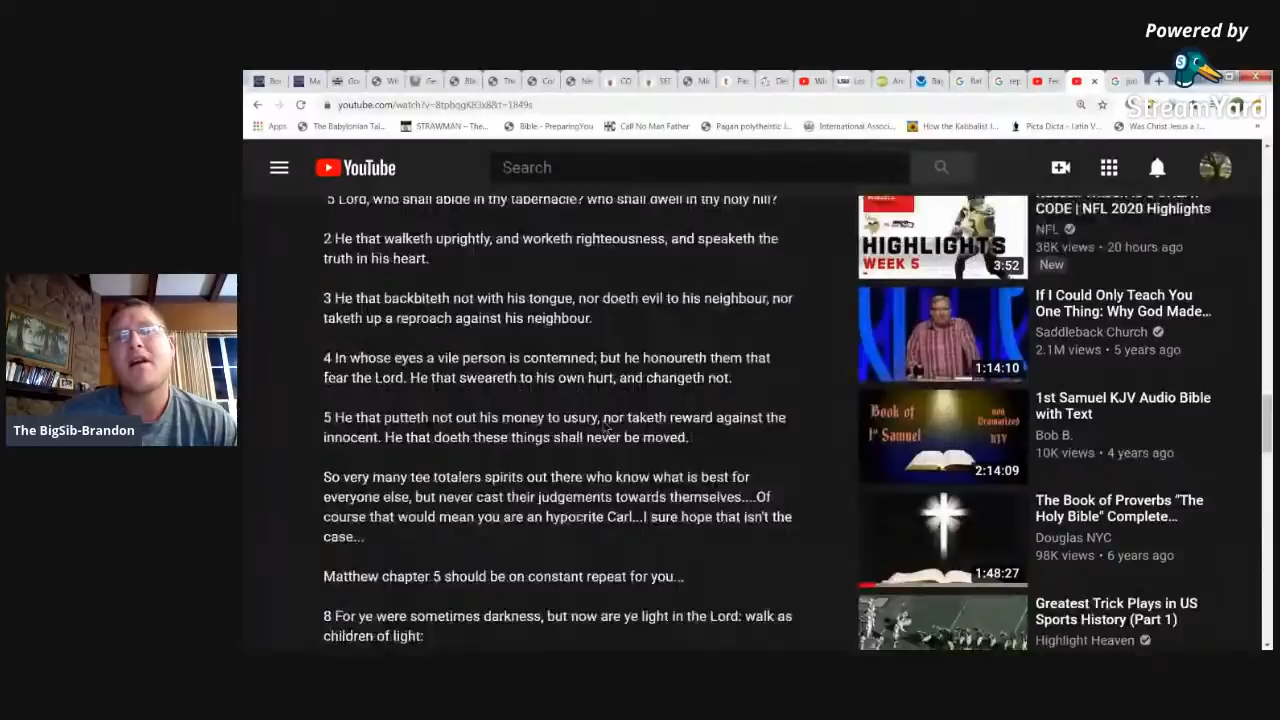 Powered by
StreamYard
youtube.com/watch?v=8tpbqgK83x8&t=1849s
Apps
The Babylonian Tal...
STRAWMAN – The...
Bible - PreparingYou
Call No Man Father
Pagan polytheistic i...
International Associ...
How the Kabbalist I...
Picta Dicta - Latin V...
Was Christ Jesus a l...
YouTube
Search
5 Lord, who shall abide in thy tabernacle? who shall dwell in thy holy hill?
2 He that walketh uprightly, and worketh righteousness, and speaketh the
truth in his heart.
3 He that backbiteth not with his tongue, nor doeth evil to his neighbour, nor
taketh up a reproach against his neighbour.
4 In whose eyes a vile person is contemned; but he honoureth them that
fear the Lord. He that sweareth to his own hurt, and changeth not.
5 He that putteth not out his money to usury, nor taketh reward against the
innocent. He that doeth these things shall never be moved.
So very many tee totalers spirits out there who know what is best for
everyone else, but never cast their judgements towards themselves....Of
course that would mean you are an hypocrite Carl...I sure hope that isn't the
case...
Matthew chapter 5 should be on constant repeat for you...
8 For ye were sometimes darkness, but now are ye light in the Lord: walk as
children of light:
HIGHLIGHTS
WEEK 5
3:52
CODE | NFL 2020 Highlights
NFL
38K views • 20 hours ago
New
1:14:10
If I Could Only Teach You
One Thing: Why God Made...
Saddleback Church
2.1M views • 5 years ago
Book of
1st Samuel
non
Dramatized
KJV
2:14:09
1st Samuel KJV Audio Bible
with Text
Bob B.
10K views • 4 years ago
1:48:27
The Book of Proverbs "The
Holy Bible" Complete...
Douglas NYC
98K views • 6 years ago
Greatest Trick Plays in US
Sports History (Part 1)
Highlight Heaven
The BigSib-Brandon